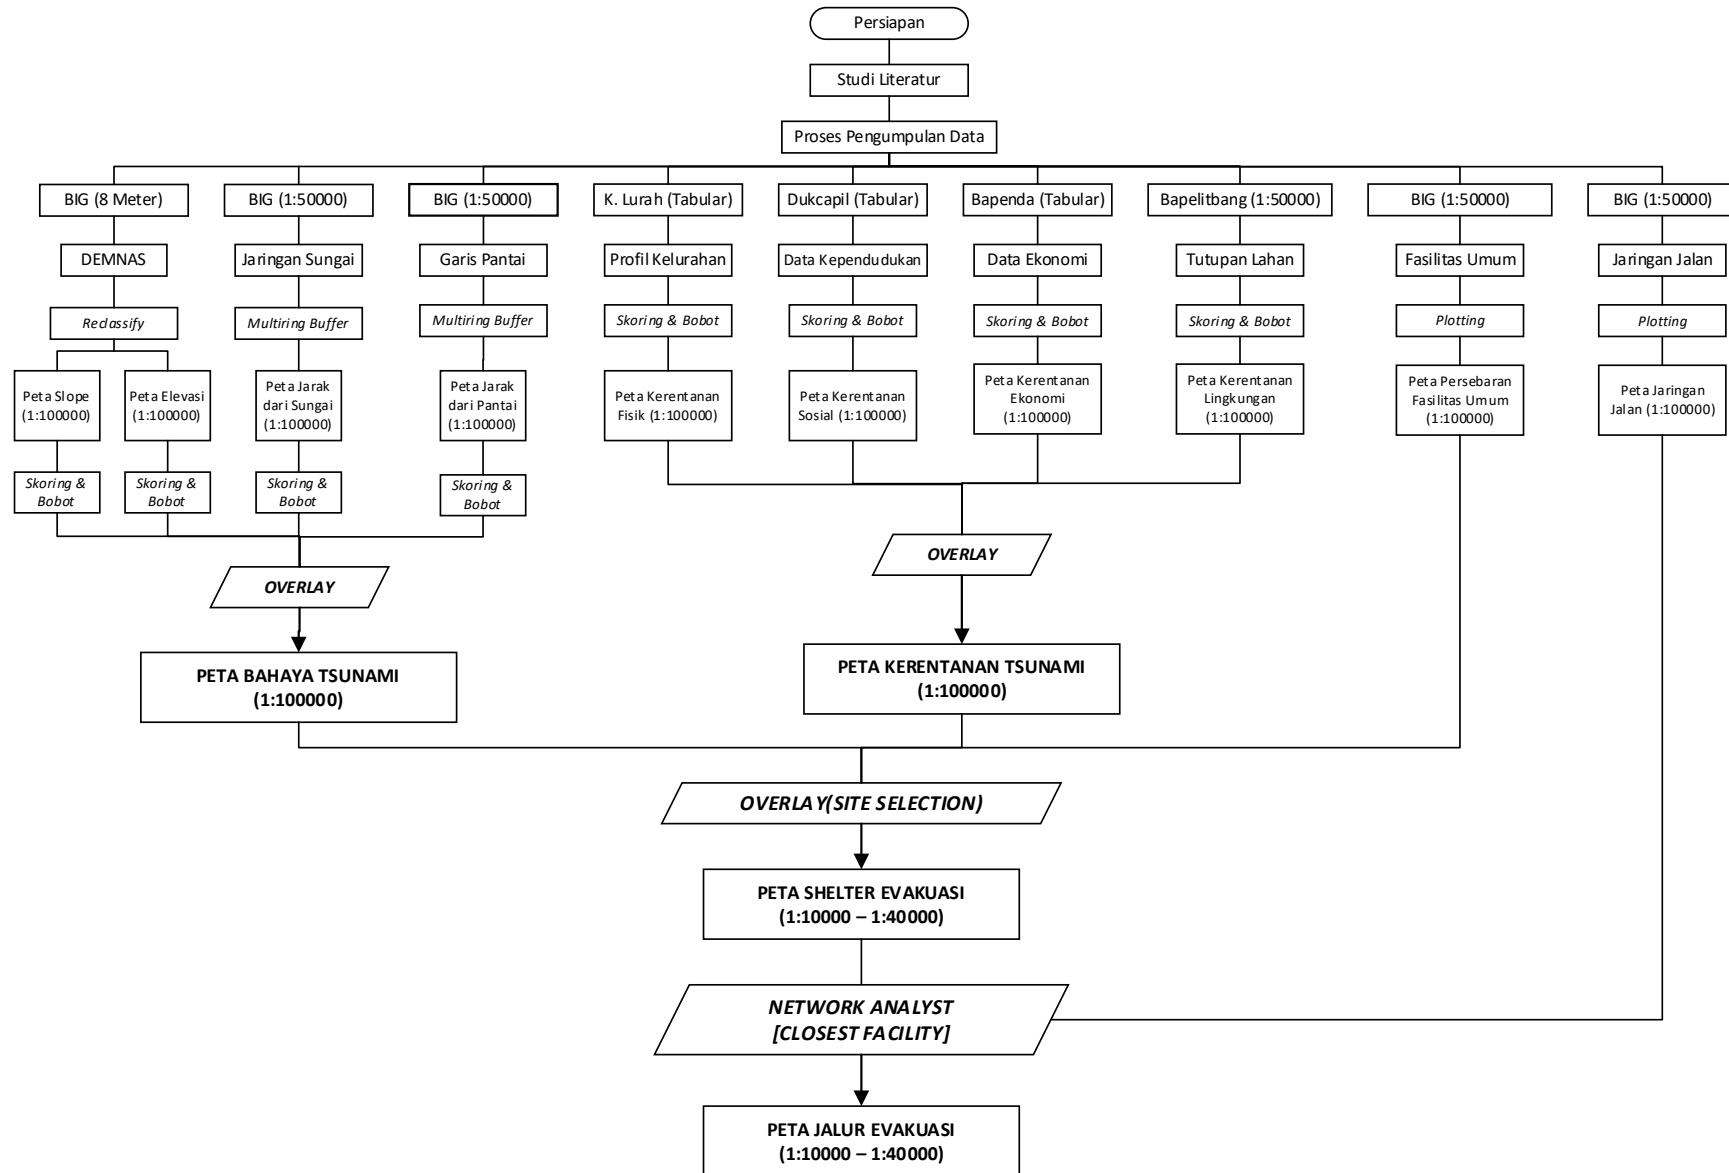 Persiapan
Studi Literatur
Proses Pengumpulan Data
BIG (8 Meter)
BIG (1:50000)
BIG (1:50000)
K. Lurah (Tabular)
Dukcapil (Tabular)
Bapenda (Tabular)
Bapelitbang (1:50000)
BIG (1:50000)
BIG (1:50000)
DEMNAS
Jaringan Sungai
Garis Pantai
Profil Kelurahan
Data Kependudukan
Data Ekonomi
Tutupan Lahan
Fasilitas Umum
Jaringan Jalan
Reclassify
Multiring Buffer
Multiring Buffer
Skoring & Bobot
Skoring & Bobot
Skoring & Bobot
Skoring & Bobot
Plotting
Plotting
Peta Slope
(1:100000)
Peta Elevasi
(1:100000)
Peta Jarak
dari Sungai
(1:100000)
Peta Jarak
dari Pantai
(1:100000)
Peta Kerentanan
Fisik (1:100000)
Peta Kerentanan
Sosial (1:100000)
Peta Kerentanan
Ekonomi
(1:100000)
Peta Kerentanan
Lingkungan
(1:100000)
Peta Persebaran
Fasilitas Umum
(1:100000)
Peta Jaringan
Jalan (1:100000)
Skoring &
Bobot
Skoring &
Bobot
Skoring &
Bobot
Skoring &
Bobot
OVERLAY
OVERLAY
PETA BAHAYA TSUNAMI
(1:100000)
PETA KERENTANAN TSUNAMI
(1:100000)
OVERLAY(SITE SELECTION)
PETA SHELTER EVAKUASI
(1:10000 – 1:40000)
NETWORK ANALYST
[CLOSEST FACILITY]
PETA JALUR EVAKUASI
(1:10000 – 1:40000)